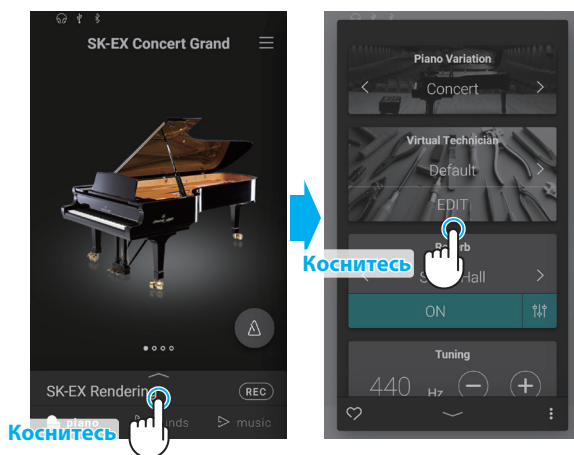 SK-EX Concert Grand
SK-EX Rendering
REC
piano
music
Коснитесь
Piano Variation
Concert
Virtual Technician
Default
EDIT
Коснитесь
Hall
ON
Tuning
440 Hz